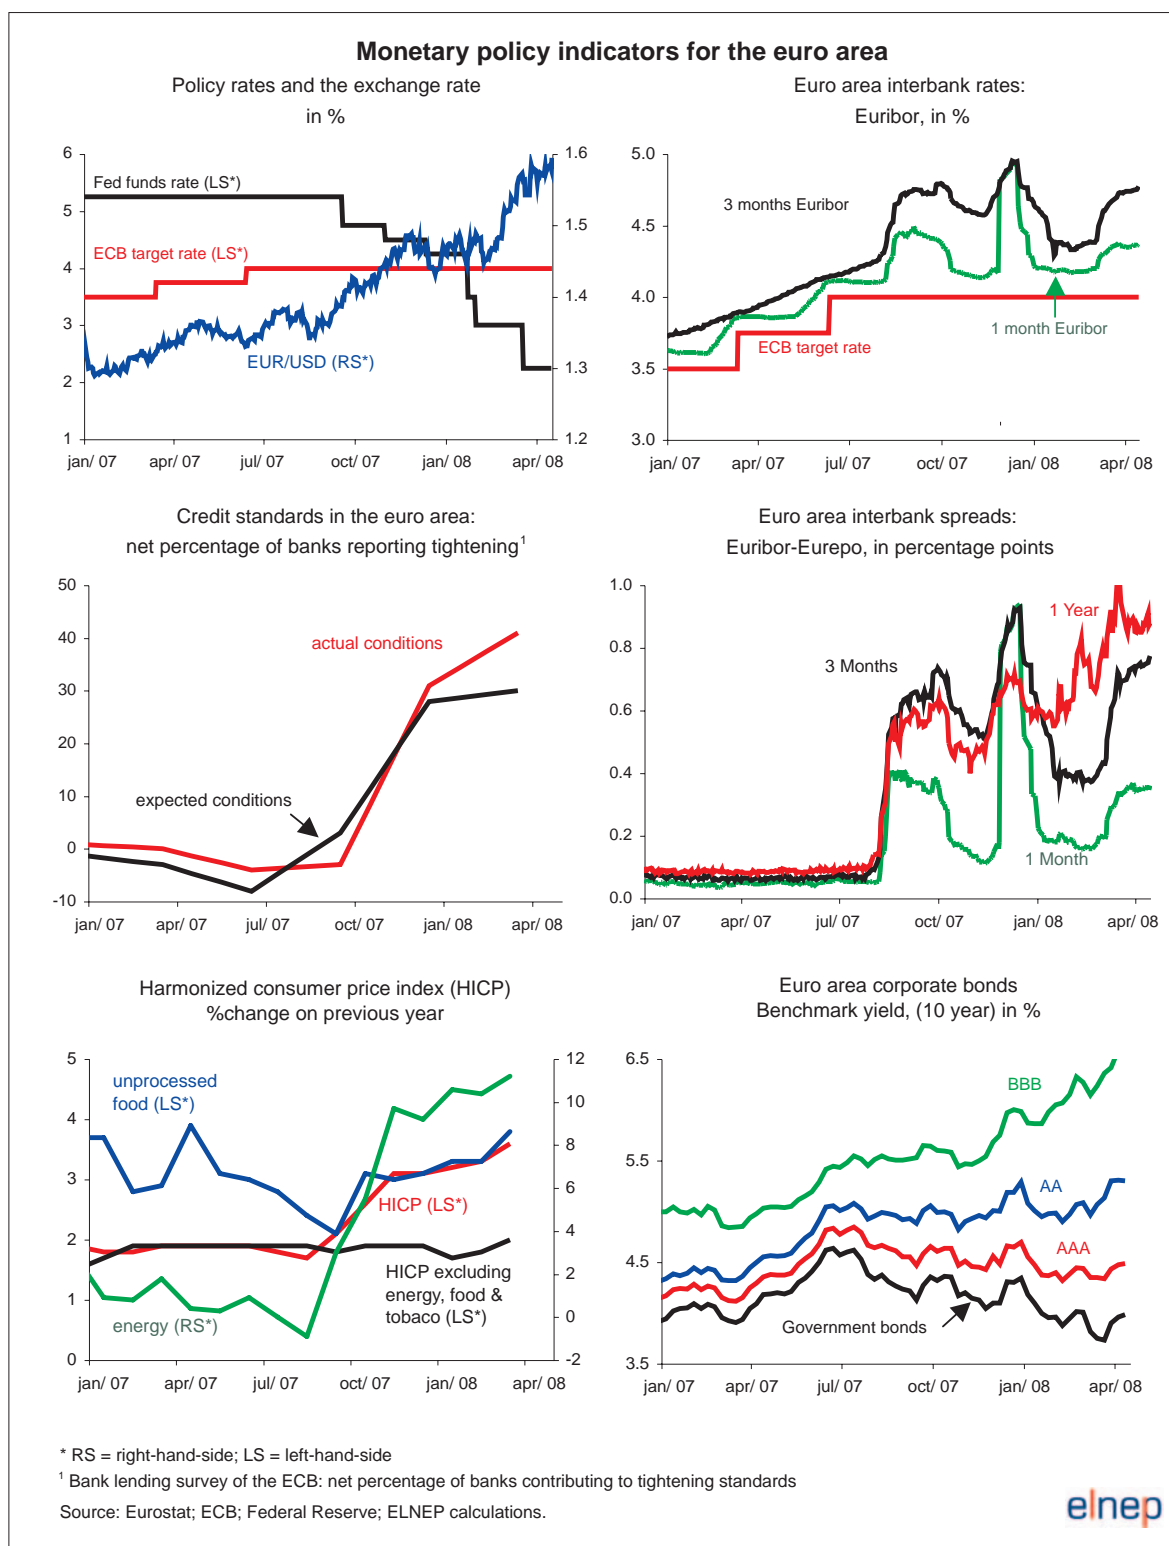 Monetary policy indicators for the euro area
Policy rates and the exchange rate
in %
6
5
4
3
2
1
1.6
1.5
1.4
1.3
1.2
Fed funds rate (LS*)
ECB target rate (LS*)
EUR/USD (RS*)
jan/ 07 apr/ 07 jul/ 07 oct/ 07 jan/ 08 apr/ 08
Euro area interbank rates:
Euribor, in %
5.0
4.5
4.0
3.5
3.0
3 months Euribor
1 month Euribor
ECB target rate
jan/ 07 apr/ 07 jul/ 07 oct/ 07 jan/ 08 apr/ 08
Credit standards in the euro area:
net percentage of banks reporting tightening1
50
40
30
20
10
0
-10
actual conditions
expected conditions
jan/ 07 apr/ 07 jul/ 07 oct/ 07 jan/ 08 apr/ 08
Euro area interbank spreads:
Euribor-Eurepo, in percentage points
1.0
0.8
0.6
0.4
0.2
0.0
1 Year
3 Months
1 Month
jan/ 07 apr/ 07 jul/ 07 oct/ 07 jan/ 08 apr/ 08
Harmonized consumer price index (HICP)
%change on previous year
5
4
3
2
1
0
12
10
8
6
4
2
0
-2
unprocessed
food (LS*)
HICP (LS*)
HICP excluding
energy, food &
tobaco (LS*)
energy (RS*)
jan/ 07 apr/ 07 jul/ 07 oct/ 07 jan/ 08 apr/ 08
Euro area corporate bonds
Benchmark yield, (10 year) in %
6.5
5.5
4.5
3.5
BBB
AA
AAA
Government bonds
jan/ 07 apr/ 07 jul/ 07 oct/ 07 jan/ 08 apr/ 08
* RS = right-hand-side; LS = left-hand-side
1 Bank lending survey of the ECB: net percentage of banks contributing to tightening standards
Source: Eurostat; ECB; Federal Reserve; ELNEP calculations.
elnep